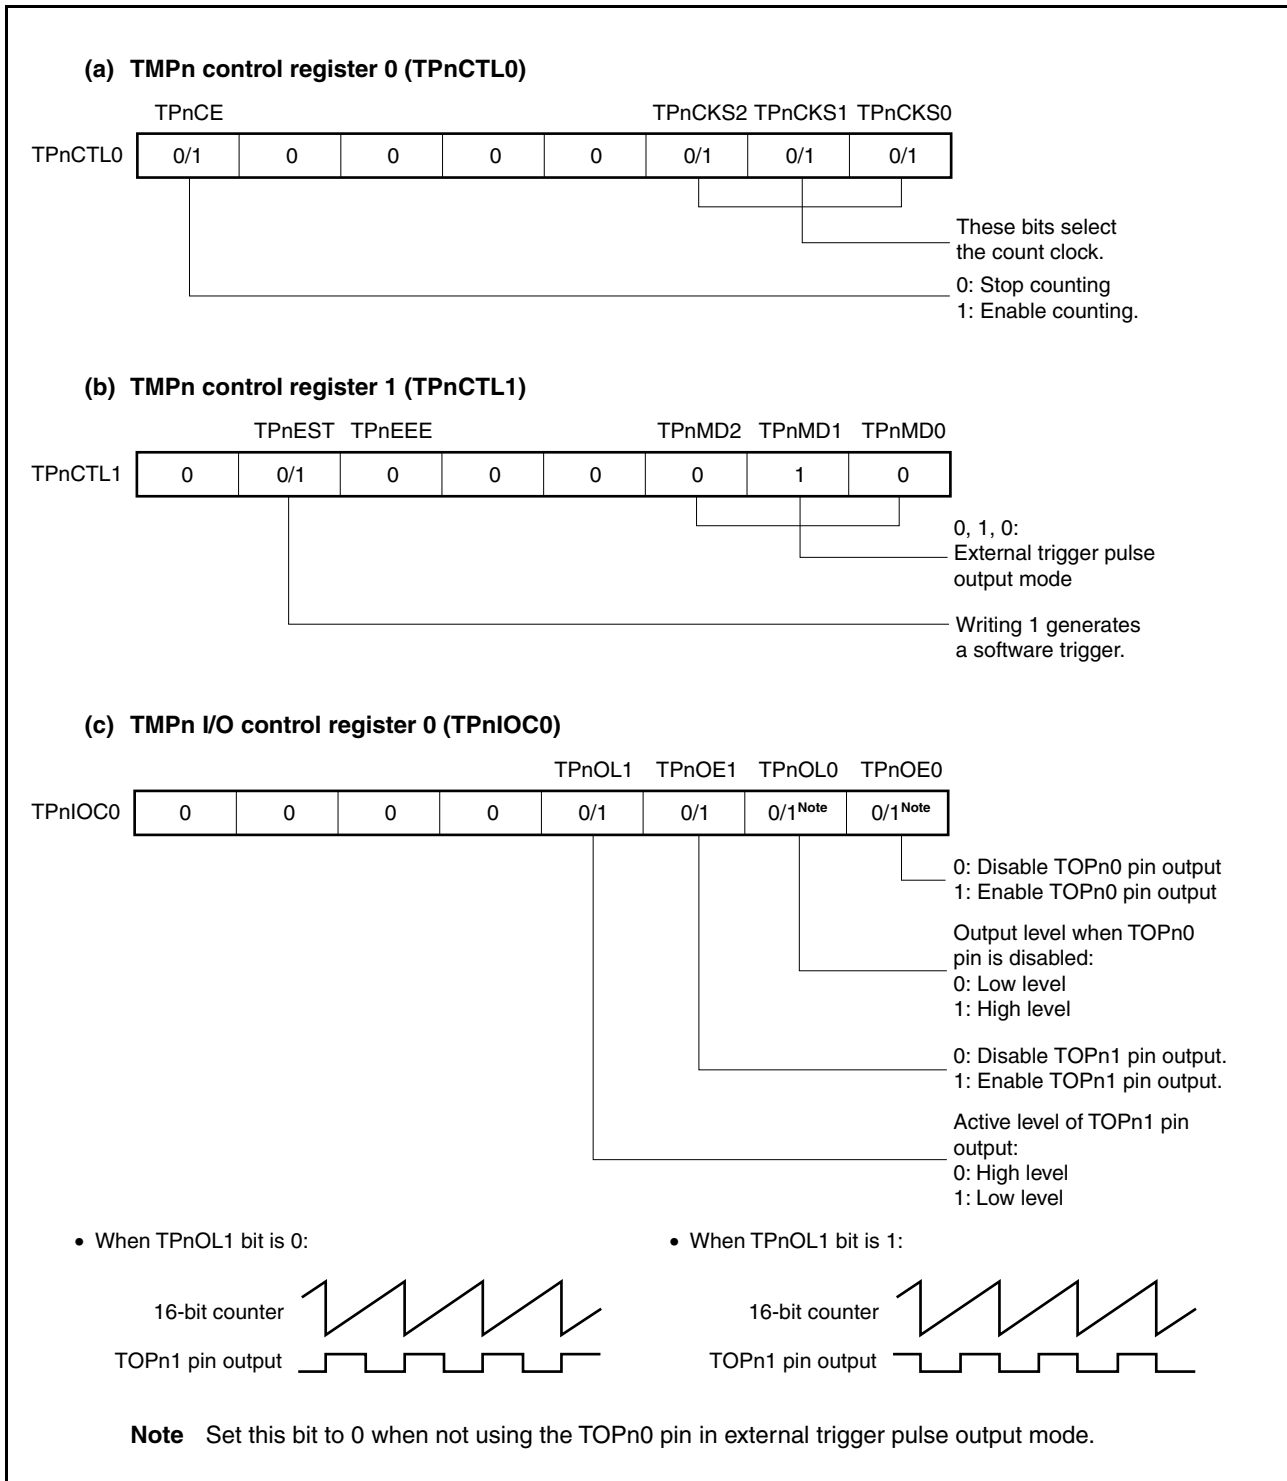 (a) TMPn control register 0 (TPnCTL0)
TPnCE TPnCKS2 TPnCKS1 TPnCKS0
TPnCTL0 0/1 0 0 0 0 0/1 0/1 0/1
These bits select
the count clock.
0: Stop counting
1: Enable counting.
(b) TMPn control register 1 (TPnCTL1)
TPnEST TPnEEE TPnMD2 TPnMD1 TPnMD0
TPnCTL1 0 0/1 0 0 0 0 1 0
0, 1, 0:
External trigger pulse
output mode
Writing 1 generates
a software trigger.
(c) TMPn I/O control register 0 (TPnIOC0)
TPnOL1 TPnOE1 TPnOL0 TPnOE0
TPnIOC0 0 0 0 0 0/1 0/1 0/1Note 0/1Note
0: Disable TOPn0 pin output
1: Enable TOPn0 pin output
Output level when TOPn0
pin is disabled:
0: Low level
1: High level
0: Disable TOPn1 pin output.
1: Enable TOPn1 pin output.
Active level of TOPn1 pin
output:
0: High level
1: Low level
• When TPnOL1 bit is 0:
16-bit counter
TOPn1 pin output
• When TPnOL1 bit is 1:
16-bit counter
TOPn1 pin output
Note Set this bit to 0 when not using the TOPn0 pin in external trigger pulse output mode.